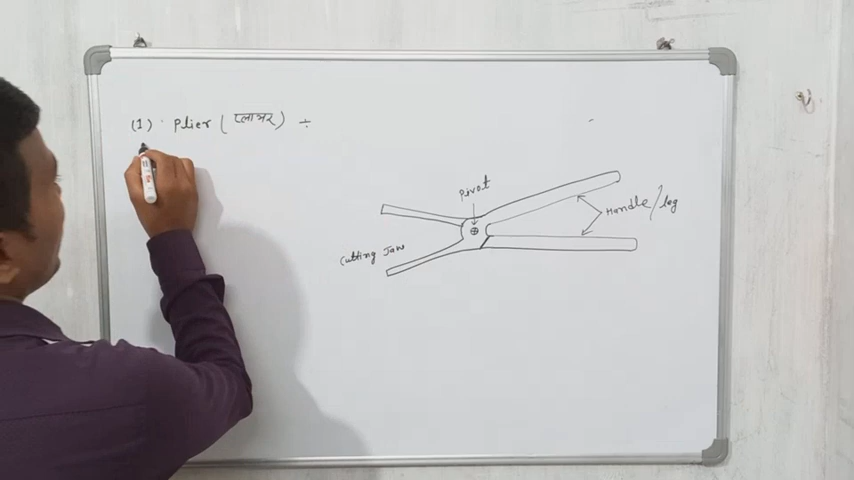 (1) Plier ( प्लायर ) ÷
Pivot
Handle/leg
Cutting Jaw